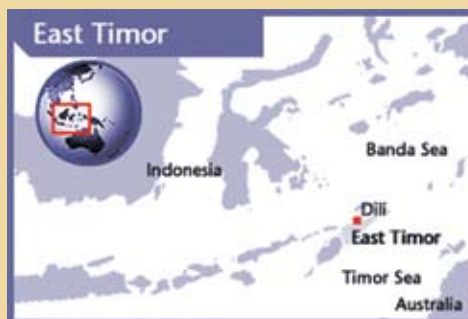 East Timor
Banda Sea
Indonesia
Dili
East Timor
Timor Sea
Australia